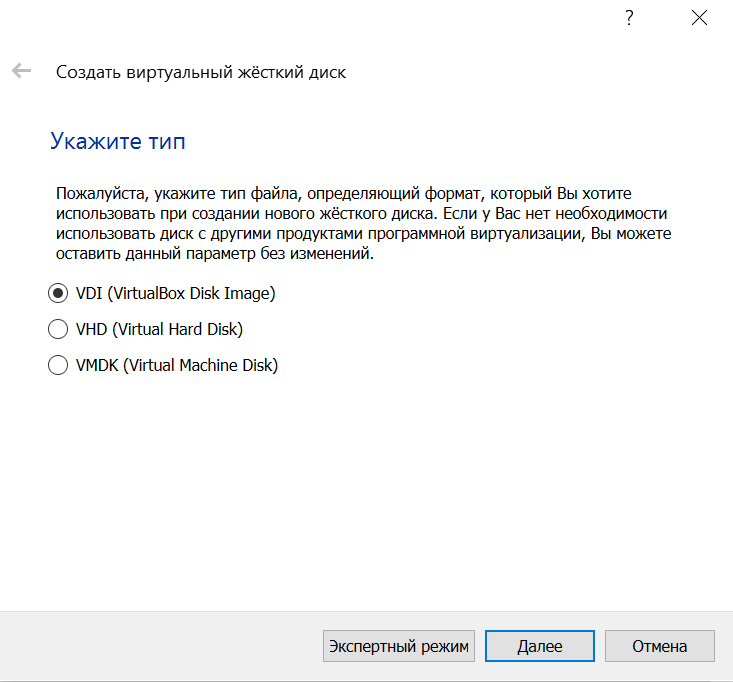 ?
Создать виртуальный жёсткий диск
Укажите тип
Пожалуйста, укажите тип файла, определяющий формат, который Вы хотите
использовать при создании нового жёсткого диска. Если у Вас нет необходимости
использовать диск с другими продуктами программной виртуализации, Вы можете
оставить данный параметр без изменений.
VDI (VirtualBox Disk Image)
VHD (Virtual Hard Disk)
VMDK (Virtual Machine Disk)
Экспертный режим Далее Отмена